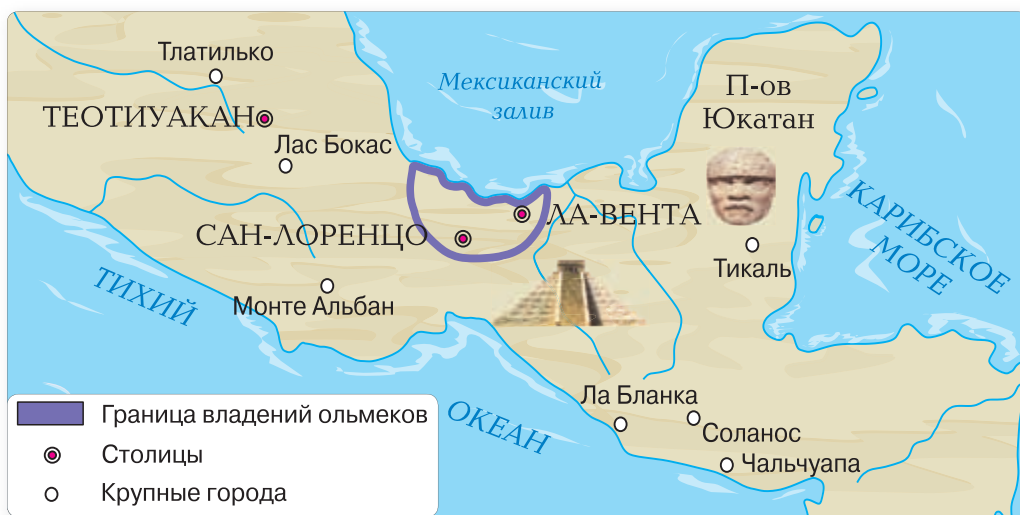 Тлатилько
Мексиканский
залив
П-ов
Юкатан
ТЕОТИУАКАН
Лас Бокас
КАРИБСКОЕ
МОРЕ
ЛА-ВЕНТА
САН-ЛОРЕНЦО
Тикаль
ТИХИЙ
Монте Альбан
ОКЕАН
Ла Бланка
Соланос
Чальчуапа
Граница владений ольмеков
Столицы
Крупные города